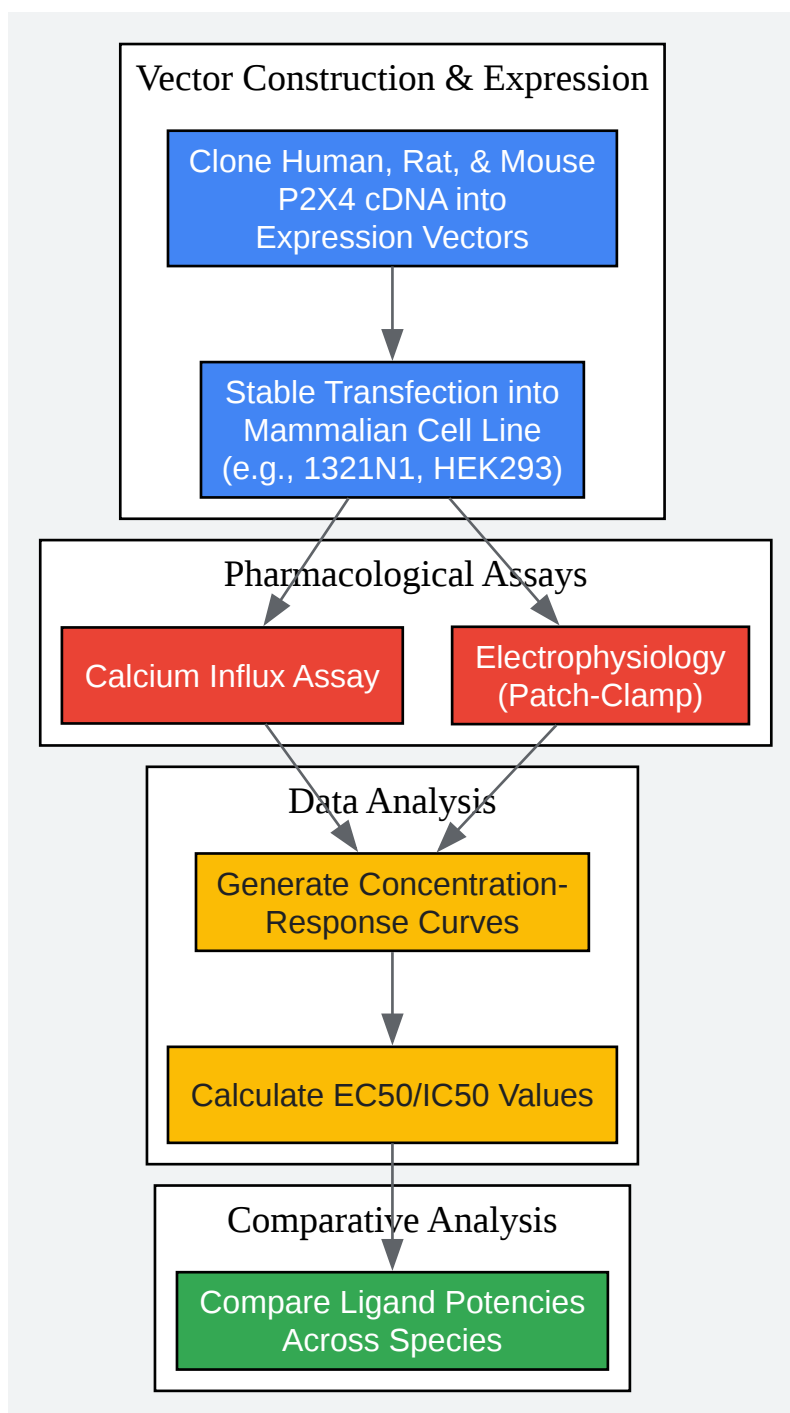 Vector Construction & Expression
Clone Human, Rat, & Mouse
P2X4 cDNA into
Expression Vectors
Stable Transfection into
Mammalian Cell Line
(e.g., 1321N1, HEK293)
Pharmacological Assays
Calcium Influx Assay
Electrophysiology
(Patch-Clamp)
Data Analysis
Generate Concentration-
Response Curves
Calculate EC50/IC50 Values
Comparative Analysis
Compare Ligand Potencies
Across Species